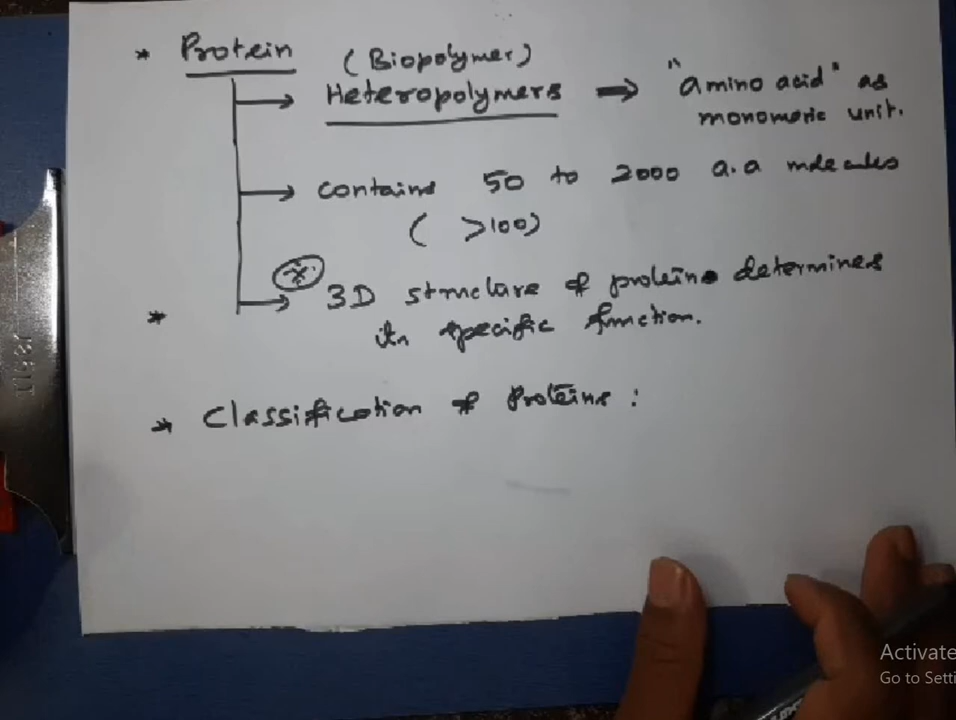 * Protein
(Biopolymer)
Heteropolymers → "amino acid" as
monomeric unit.
→ contains 50 to 2000 a.a molecules
( >100)
* → 3D structure of proteins determines
its specific function.
* Classification of Proteins :
Activate
Go to Setti